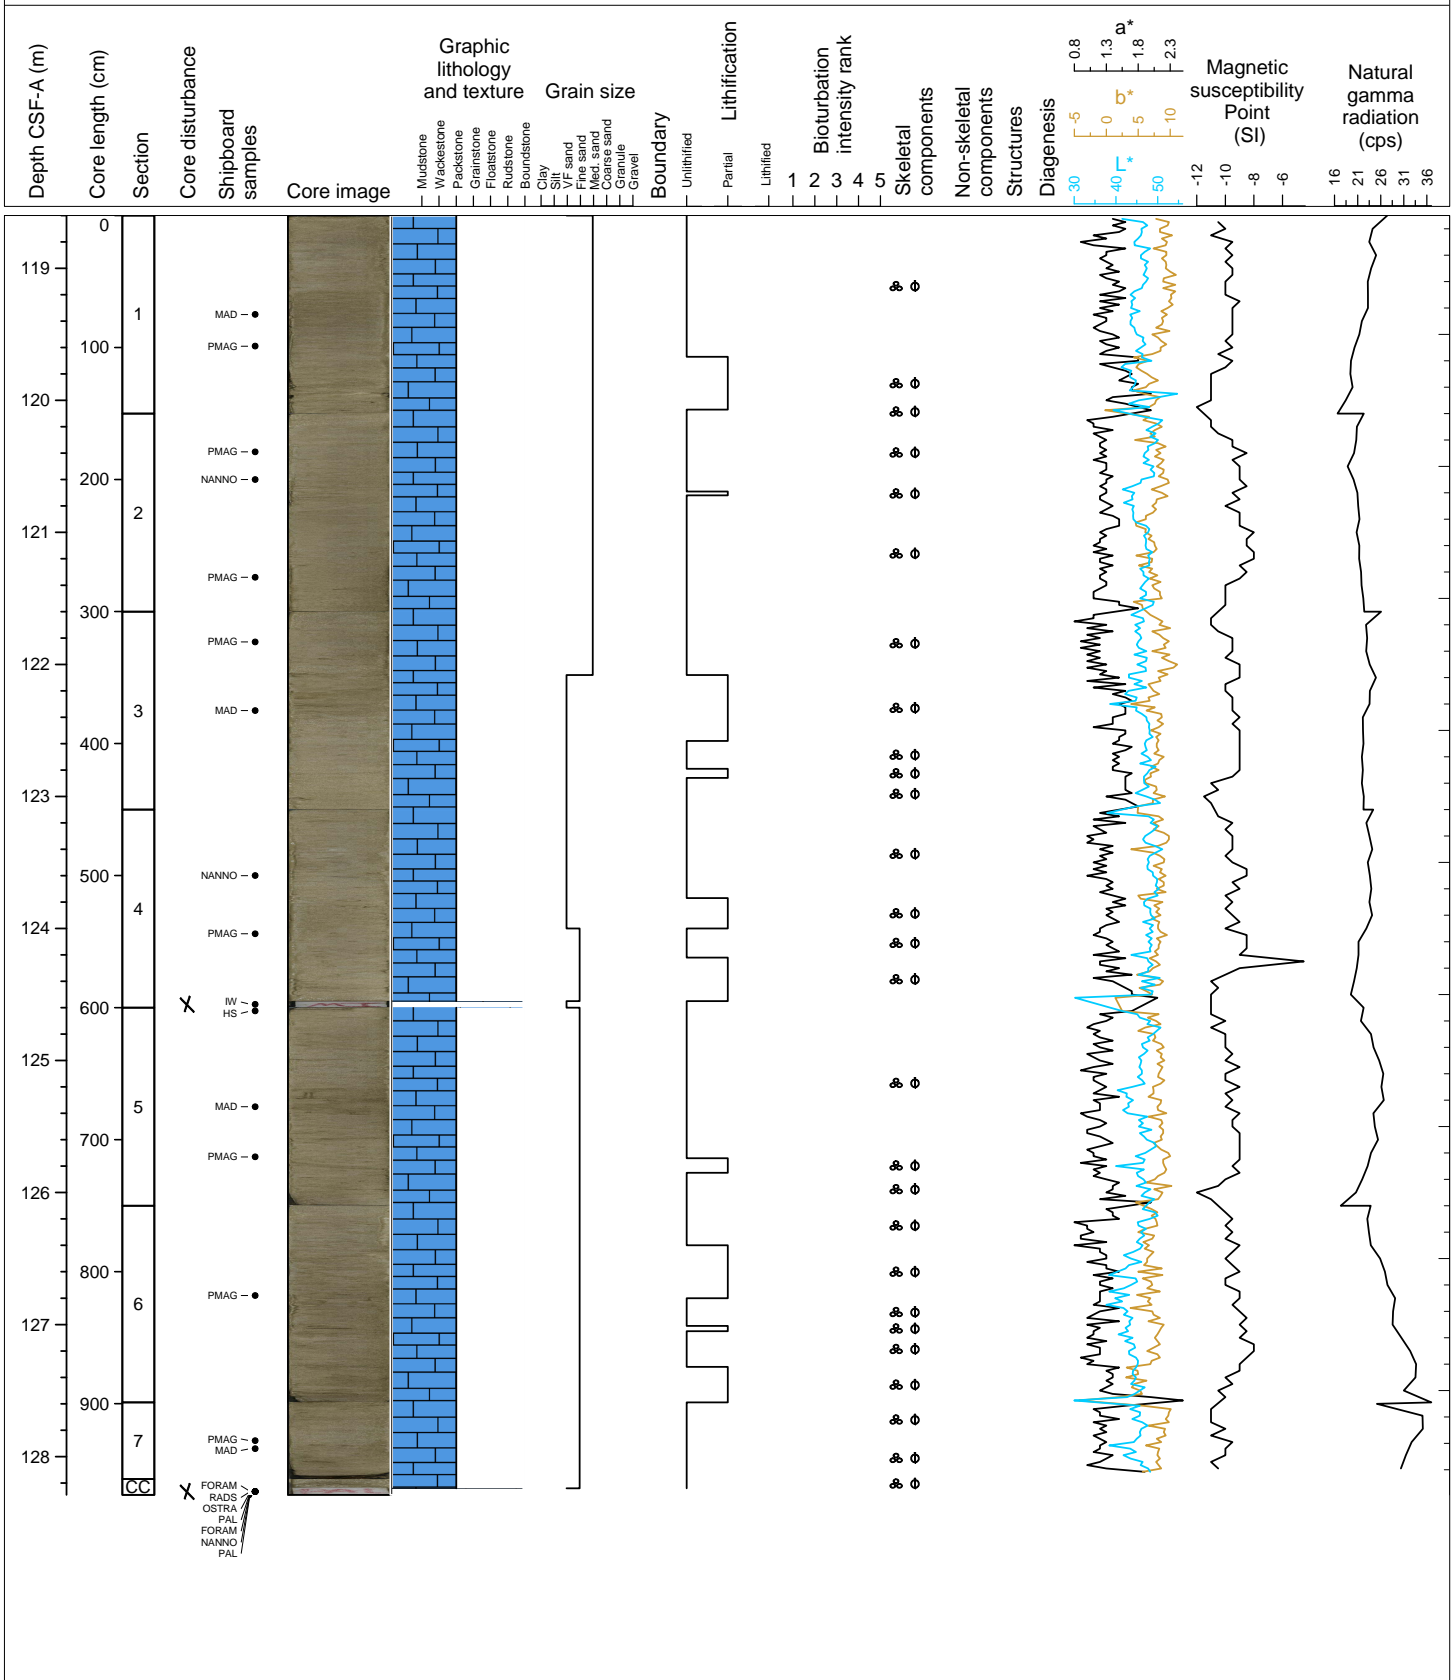 Depth CSF-A (m)
Core length (cm)
Section
Core disturbance
Shipboard
samples
Core image
Graphic
lithology
and texture
Mudstone
Wackestone
Packstone
Grainstone
Floatstone
Rudstone
Boundstone
Grain size
Clay
Silt
VF sand
Fine sand
Med. sand
Coarse sand
Granule
Gravel
Boundary
Lithification
Unlithified
Partial
Lithified
Bioturbation
intensity rank
1 2 3 4 5
Skeletal
components
Non-skeletal
components
Structures
Diagenesis
a*
0.8 1.3 1.8 2.3
b*
-5 0 5 10
L*
30 40 50
Magnetic
susceptibility
Point
(SI)
-12 -10 -8 -6
Natural
gamma
radiation
(cps)
16 21 26 31 36
0
119
1
MAD
PMAG
100
120
PMAG
NANNO
200
2
121
PMAG
300
PMAG
122
3
MAD
400
123
NANNO
500
4
124
PMAG
IW
600
HS
125
5
MAD
700
PMAG
126
800
6
PMAG
127
900
7
PMAG
MAD
128
CC
FORAM
RADS
OSTRA
PAL
FORAM
NANNO
PAL